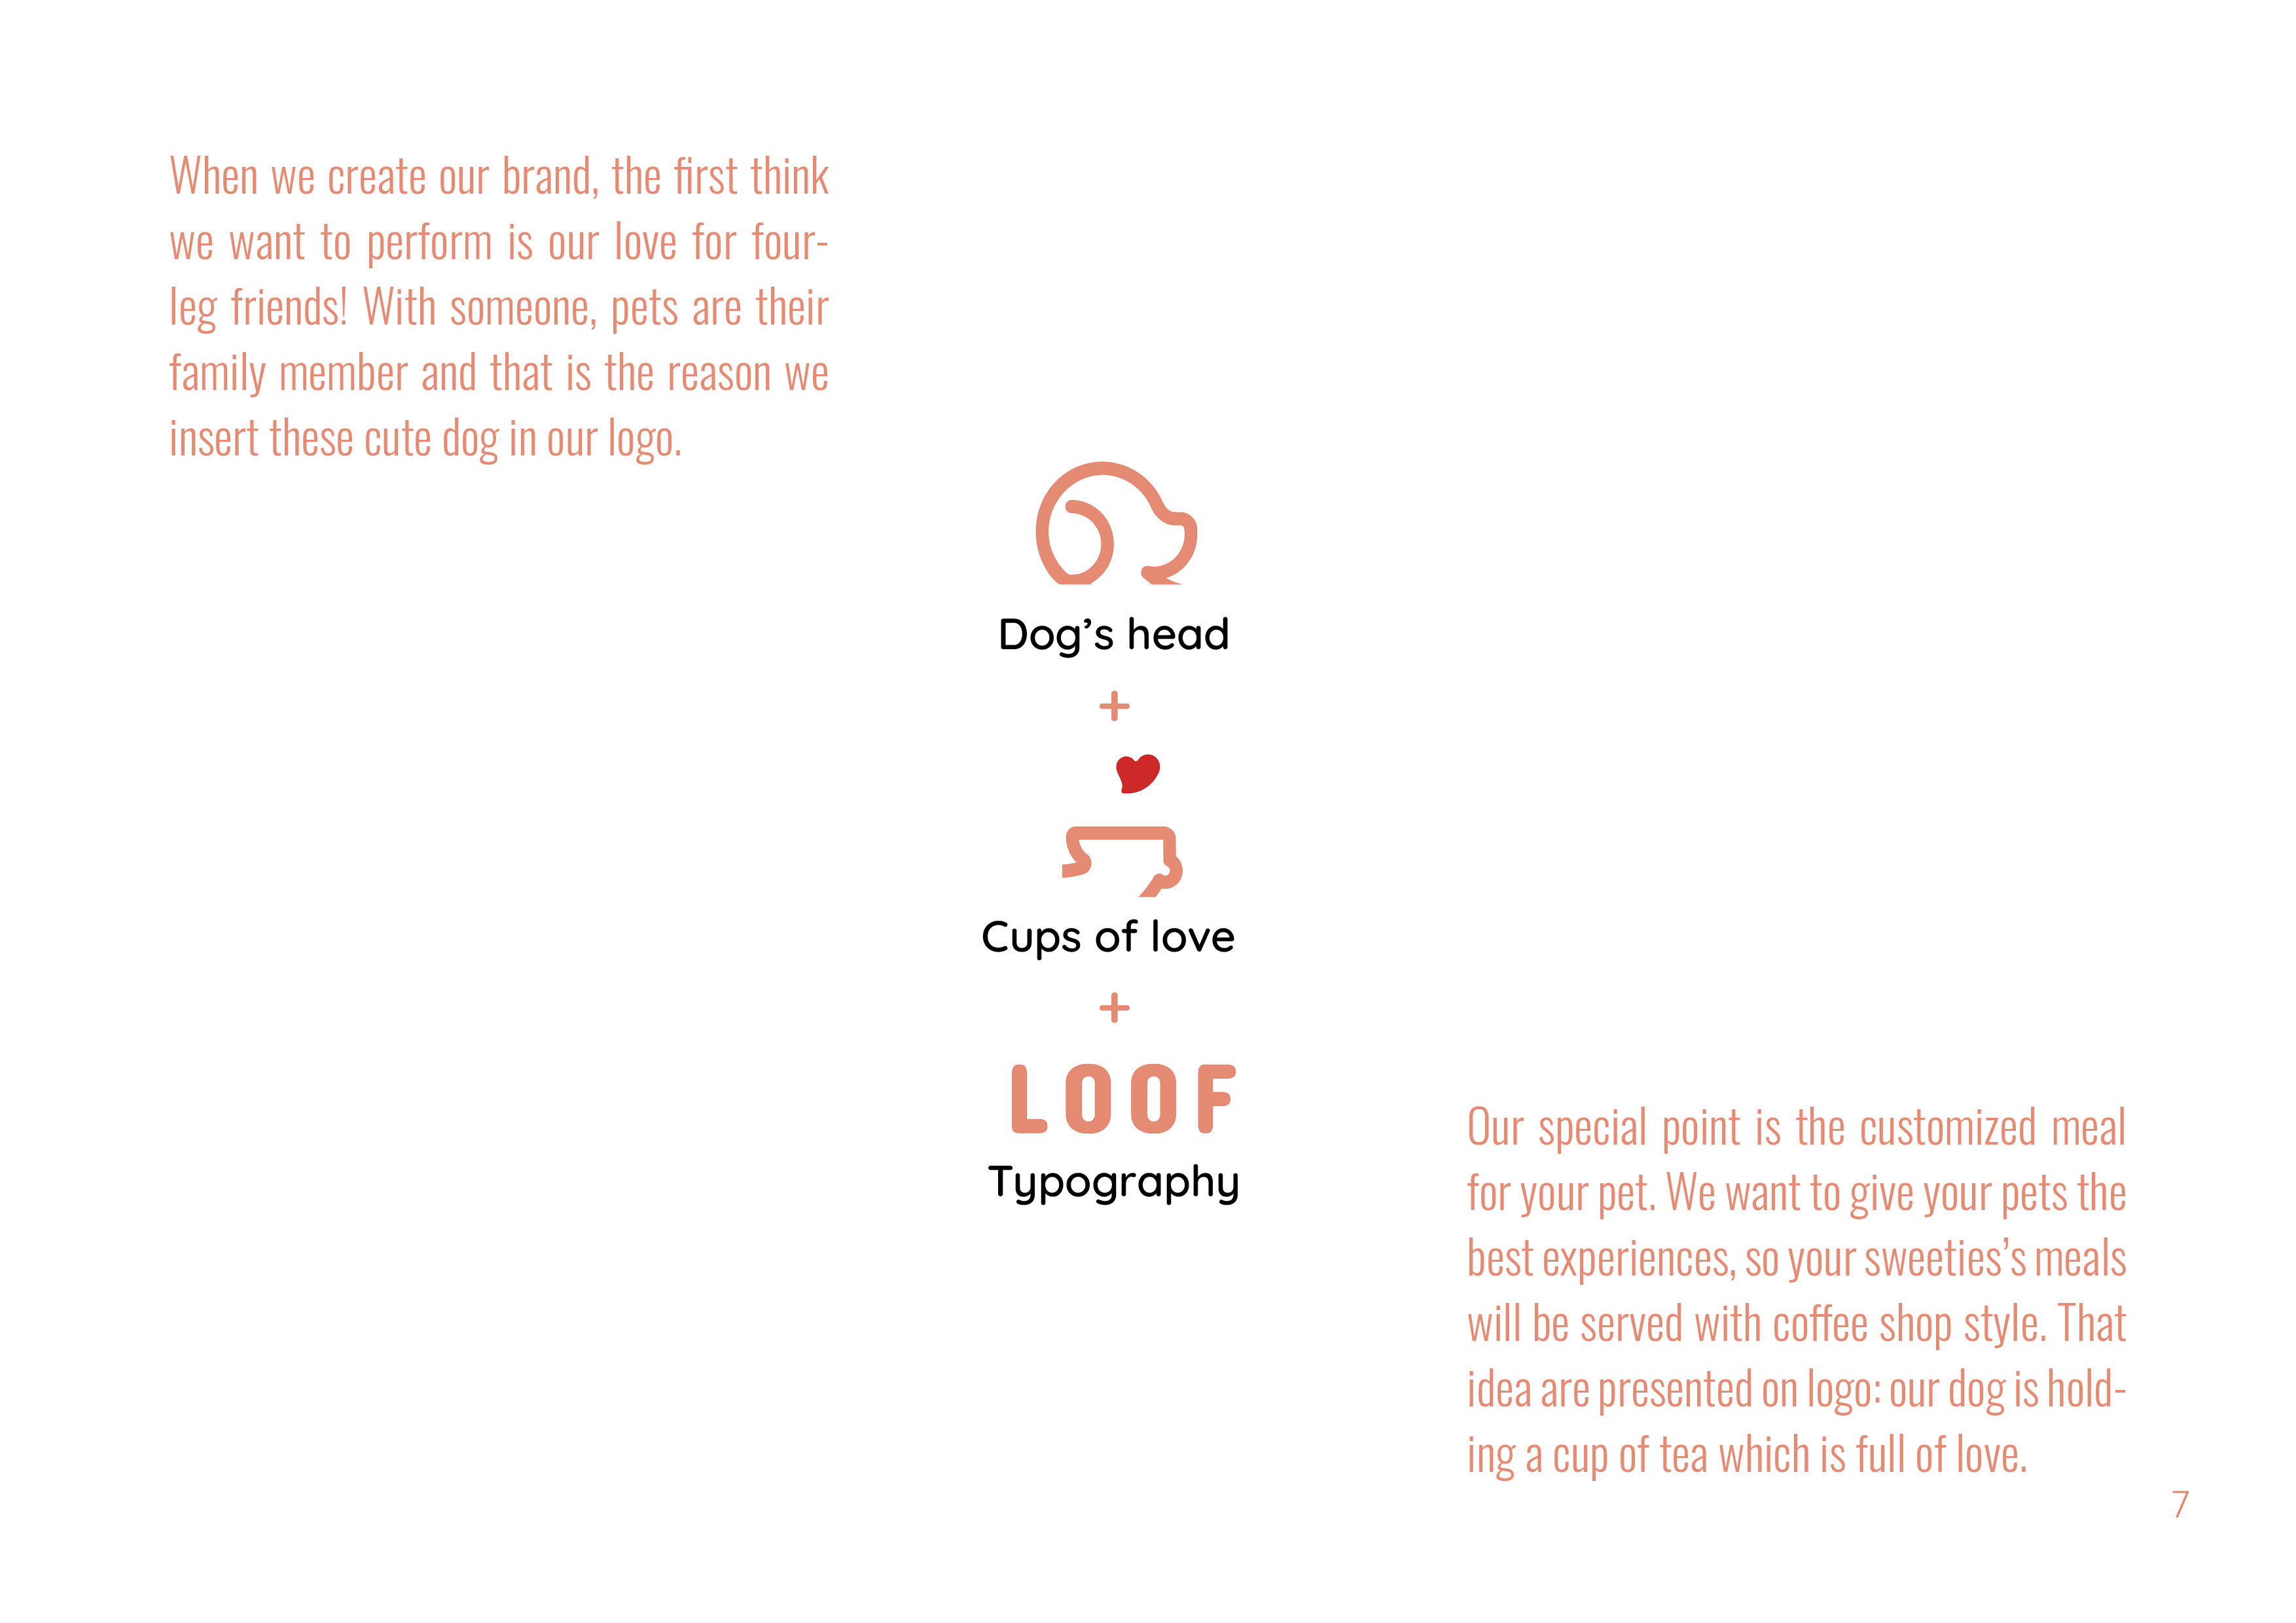 When we create our brand, the first think
we want to perform is our love for four-
leg friends! With someone, pets are their
family member and that is the reason we
insert these cute dog in our logo.
Dog’s head
+
Cups of love
+
LOOF
Typography
Our special point is the customized meal
for your pet. We want to give your pets the
best experiences, so your sweeties’s meals
will be served with coffee shop style. That
idea are presented on logo: our dog is hold-
ing a cup of tea which is full of love.
7